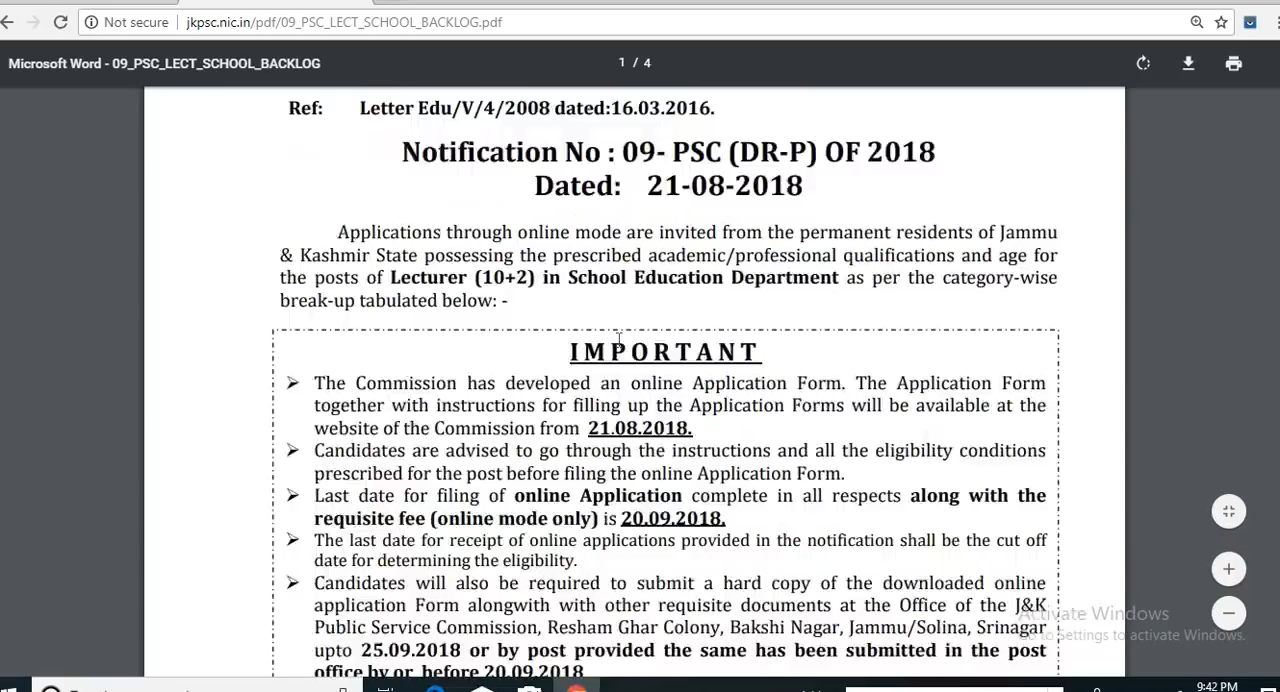 Not secure jkpsc.nic.in/pdf/09_PSC_LECT_SCHOOL_BACKLOG.pdf
Microsoft Word - 09_PSC_LECT_SCHOOL_BACKLOG 1 / 4
Ref: Letter Edu/V/4/2008 dated:16.03.2016.
Notification No : 09- PSC (DR-P) OF 2018
Dated: 21-08-2018
Applications through online mode are invited from the permanent residents of Jammu
& Kashmir State possessing the prescribed academic/professional qualifications and age for
the posts of Lecturer (10+2) in School Education Department as per the category-wise
break-up tabulated below: -
IMPORTANT
➢ The Commission has developed an online Application Form. The Application Form
together with instructions for filling up the Application Forms will be available at the
website of the Commission from 21.08.2018.
➢ Candidates are advised to go through the instructions and all the eligibility conditions
prescribed for the post before filing the online Application Form.
➢ Last date for filing of online Application complete in all respects along with the
requisite fee (online mode only) is 20.09.2018.
➢ The last date for receipt of online applications provided in the notification shall be the cut off
date for determining the eligibility.
➢ Candidates will also be required to submit a hard copy of the downloaded online
application Form alongwith with other requisite documents at the Office of the J&K
Public Service Commission, Resham Ghar Colony, Bakshi Nagar, Jammu/Solina, Srinagar
upto 25.09.2018 or by post provided the same has been submitted in the post
office by or before 20.09.2018
Activate Windows
Go to Settings to activate Windows.
9:42 PM